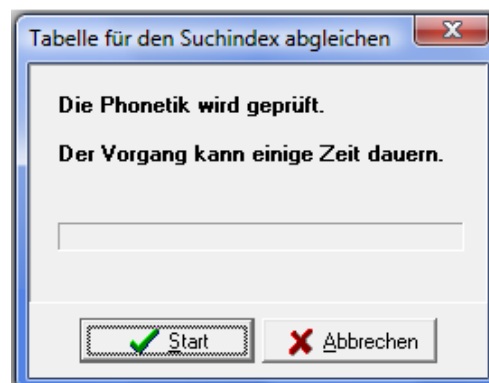 Tabelle für den Suchindex abgleichen
Die Phonetik wird geprüft.
Der Vorgang kann einige Zeit dauern.
Start Abbrechen